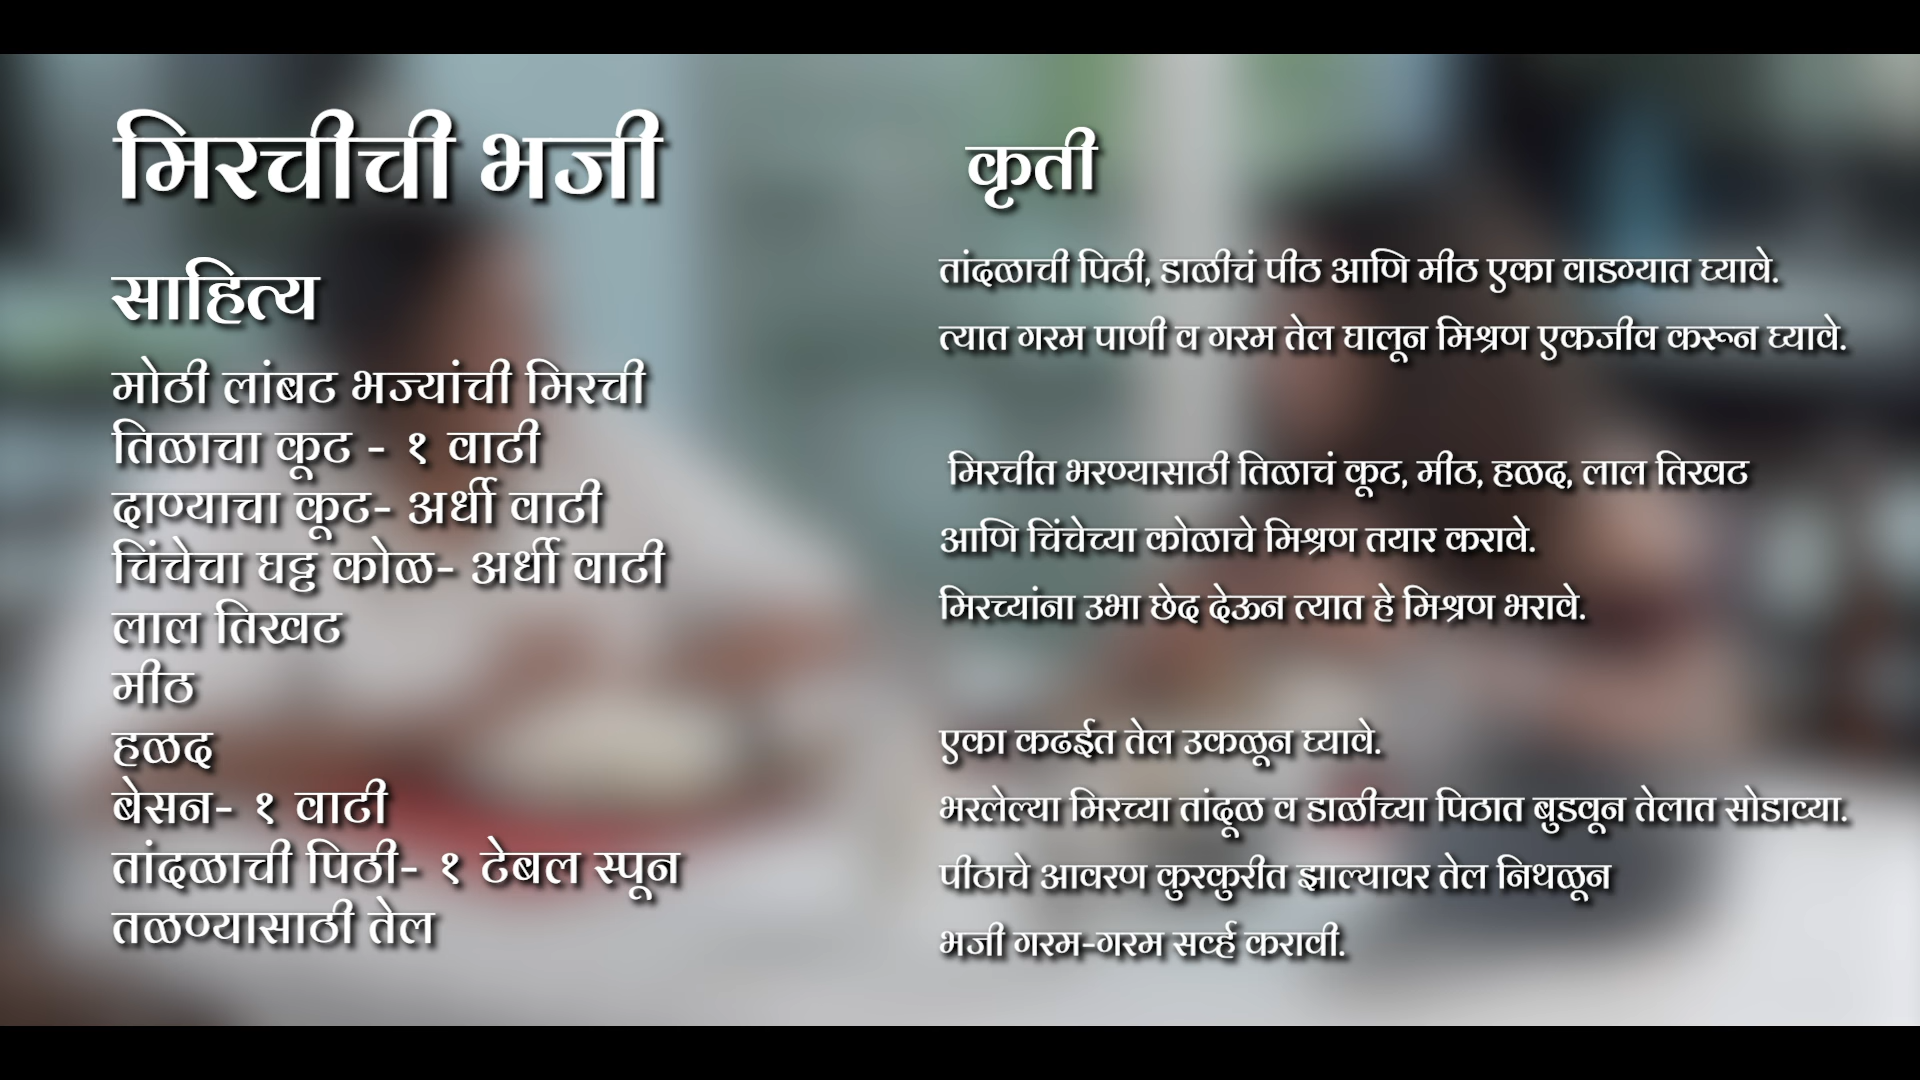 मिरचीची भजी
साहित्य
मोठी लांबट भज्यांची मिरची
तिळाचा कूट - १ वाटी
दाण्याचा कूट- अर्धी वाटी
चिंचेचा घट्ट कोळ- अर्धी वाटी
लाल तिखट
मीठ
हळद
बेसन- १ वाटी
तांदळाची पिठी- १ टेबल स्पून
तळण्यासाठी तेल
कृती
तांदळाची पिठी, डाळीचं पीठ आणि मीठ एका वाडग्यात घ्यावे.
त्यात गरम पाणी व गरम तेल घालून मिश्रण एकजीव करून घ्यावे.
मिरचीत भरण्यासाठी तिळाचं कूट, मीठ, हळद, लाल तिखट
आणि चिंचेच्या कोळाचे मिश्रण तयार करावे.
मिरच्यांना उभा छेद देऊन त्यात हे मिश्रण भरावे.
एका कढईत तेल उकळून घ्यावे.
भरलेल्या मिरच्या तांदूळ व डाळीच्या पिठात बुडवून तेलात सोडाव्या.
पीठाचे आवरण कुरकुरीत झाल्यावर तेल निथळून
भजी गरम-गरम सर्व्ह करावी.